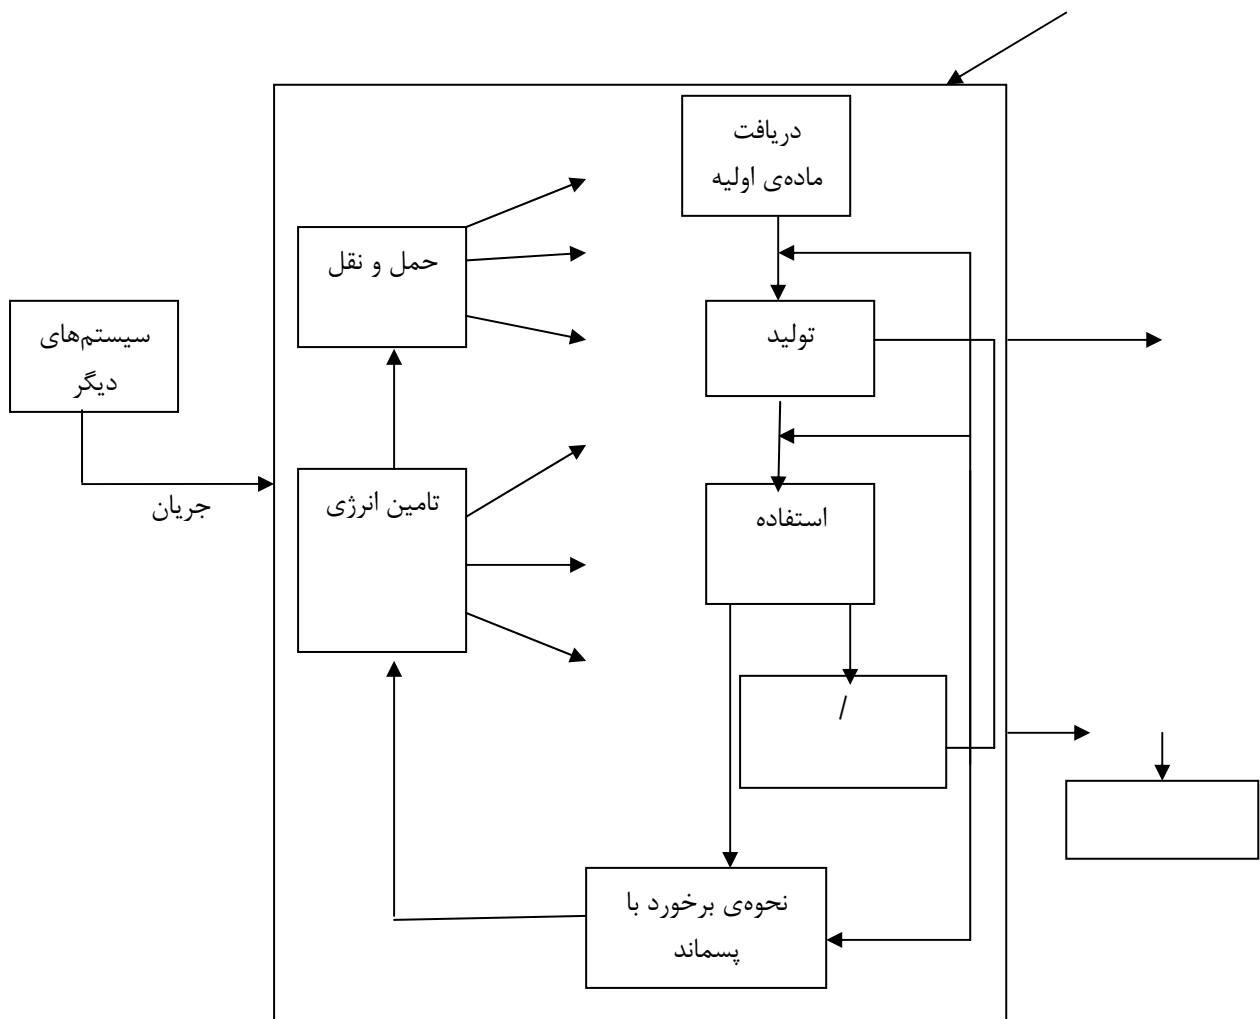 دریافت
ماده‌ی اولیه
حمل و نقل
سیستم‌های
دیگر
تولید
جریان
تامین انرژی
استفاده
/
نحوه‌ی برخورد با
پسماند